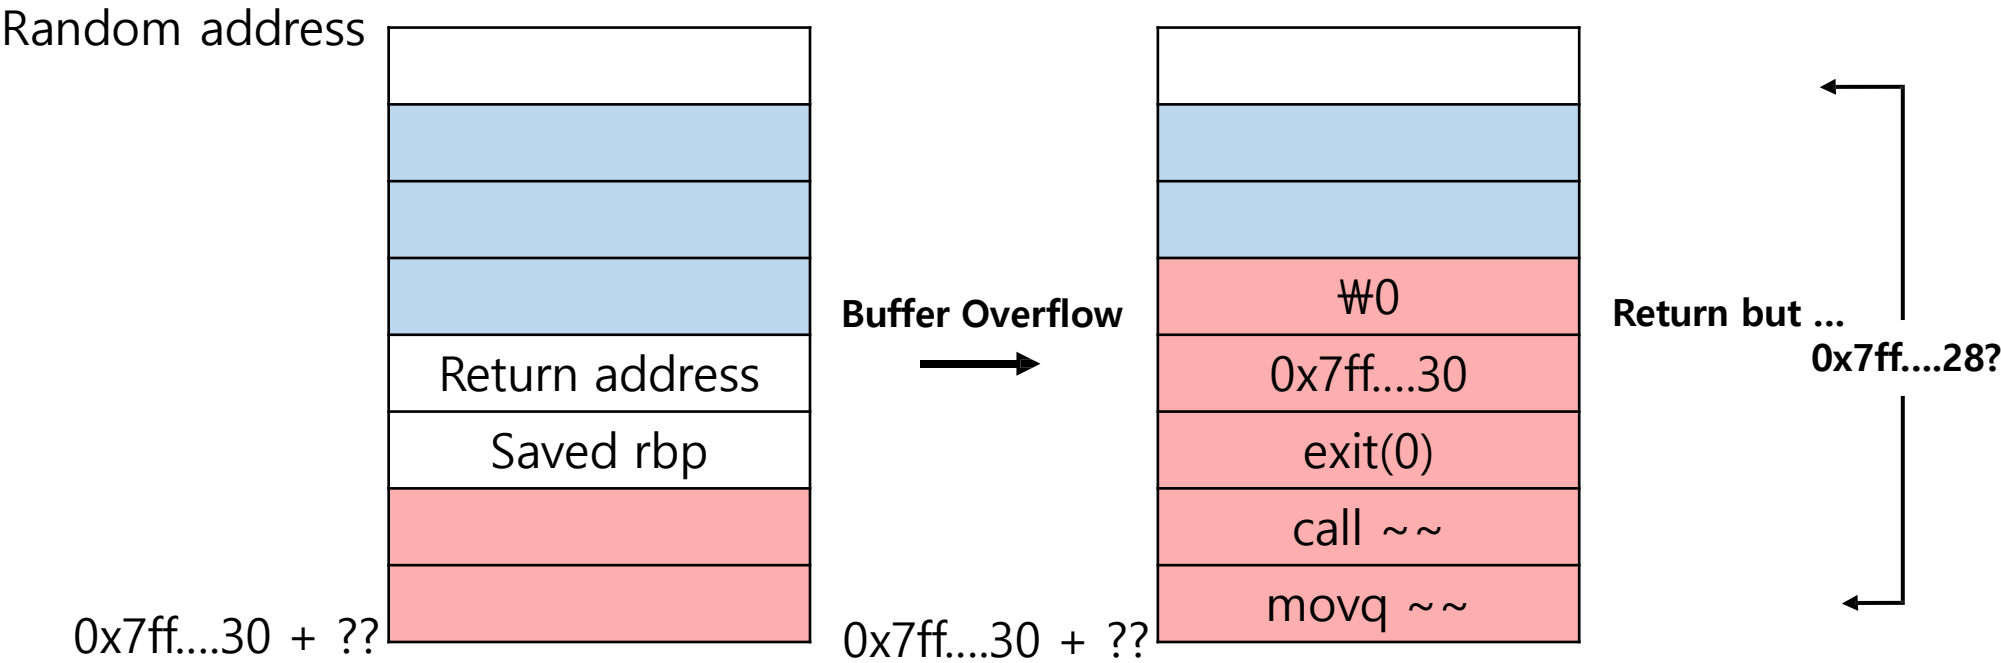 Random address
Return address
Saved rbp
0x7ff....30 + ??
Buffer Overflow
₩0
0x7ff....30
exit(0)
call ~~
movq ~~
0x7ff....30 + ??
Return but ...
0x7ff....28?